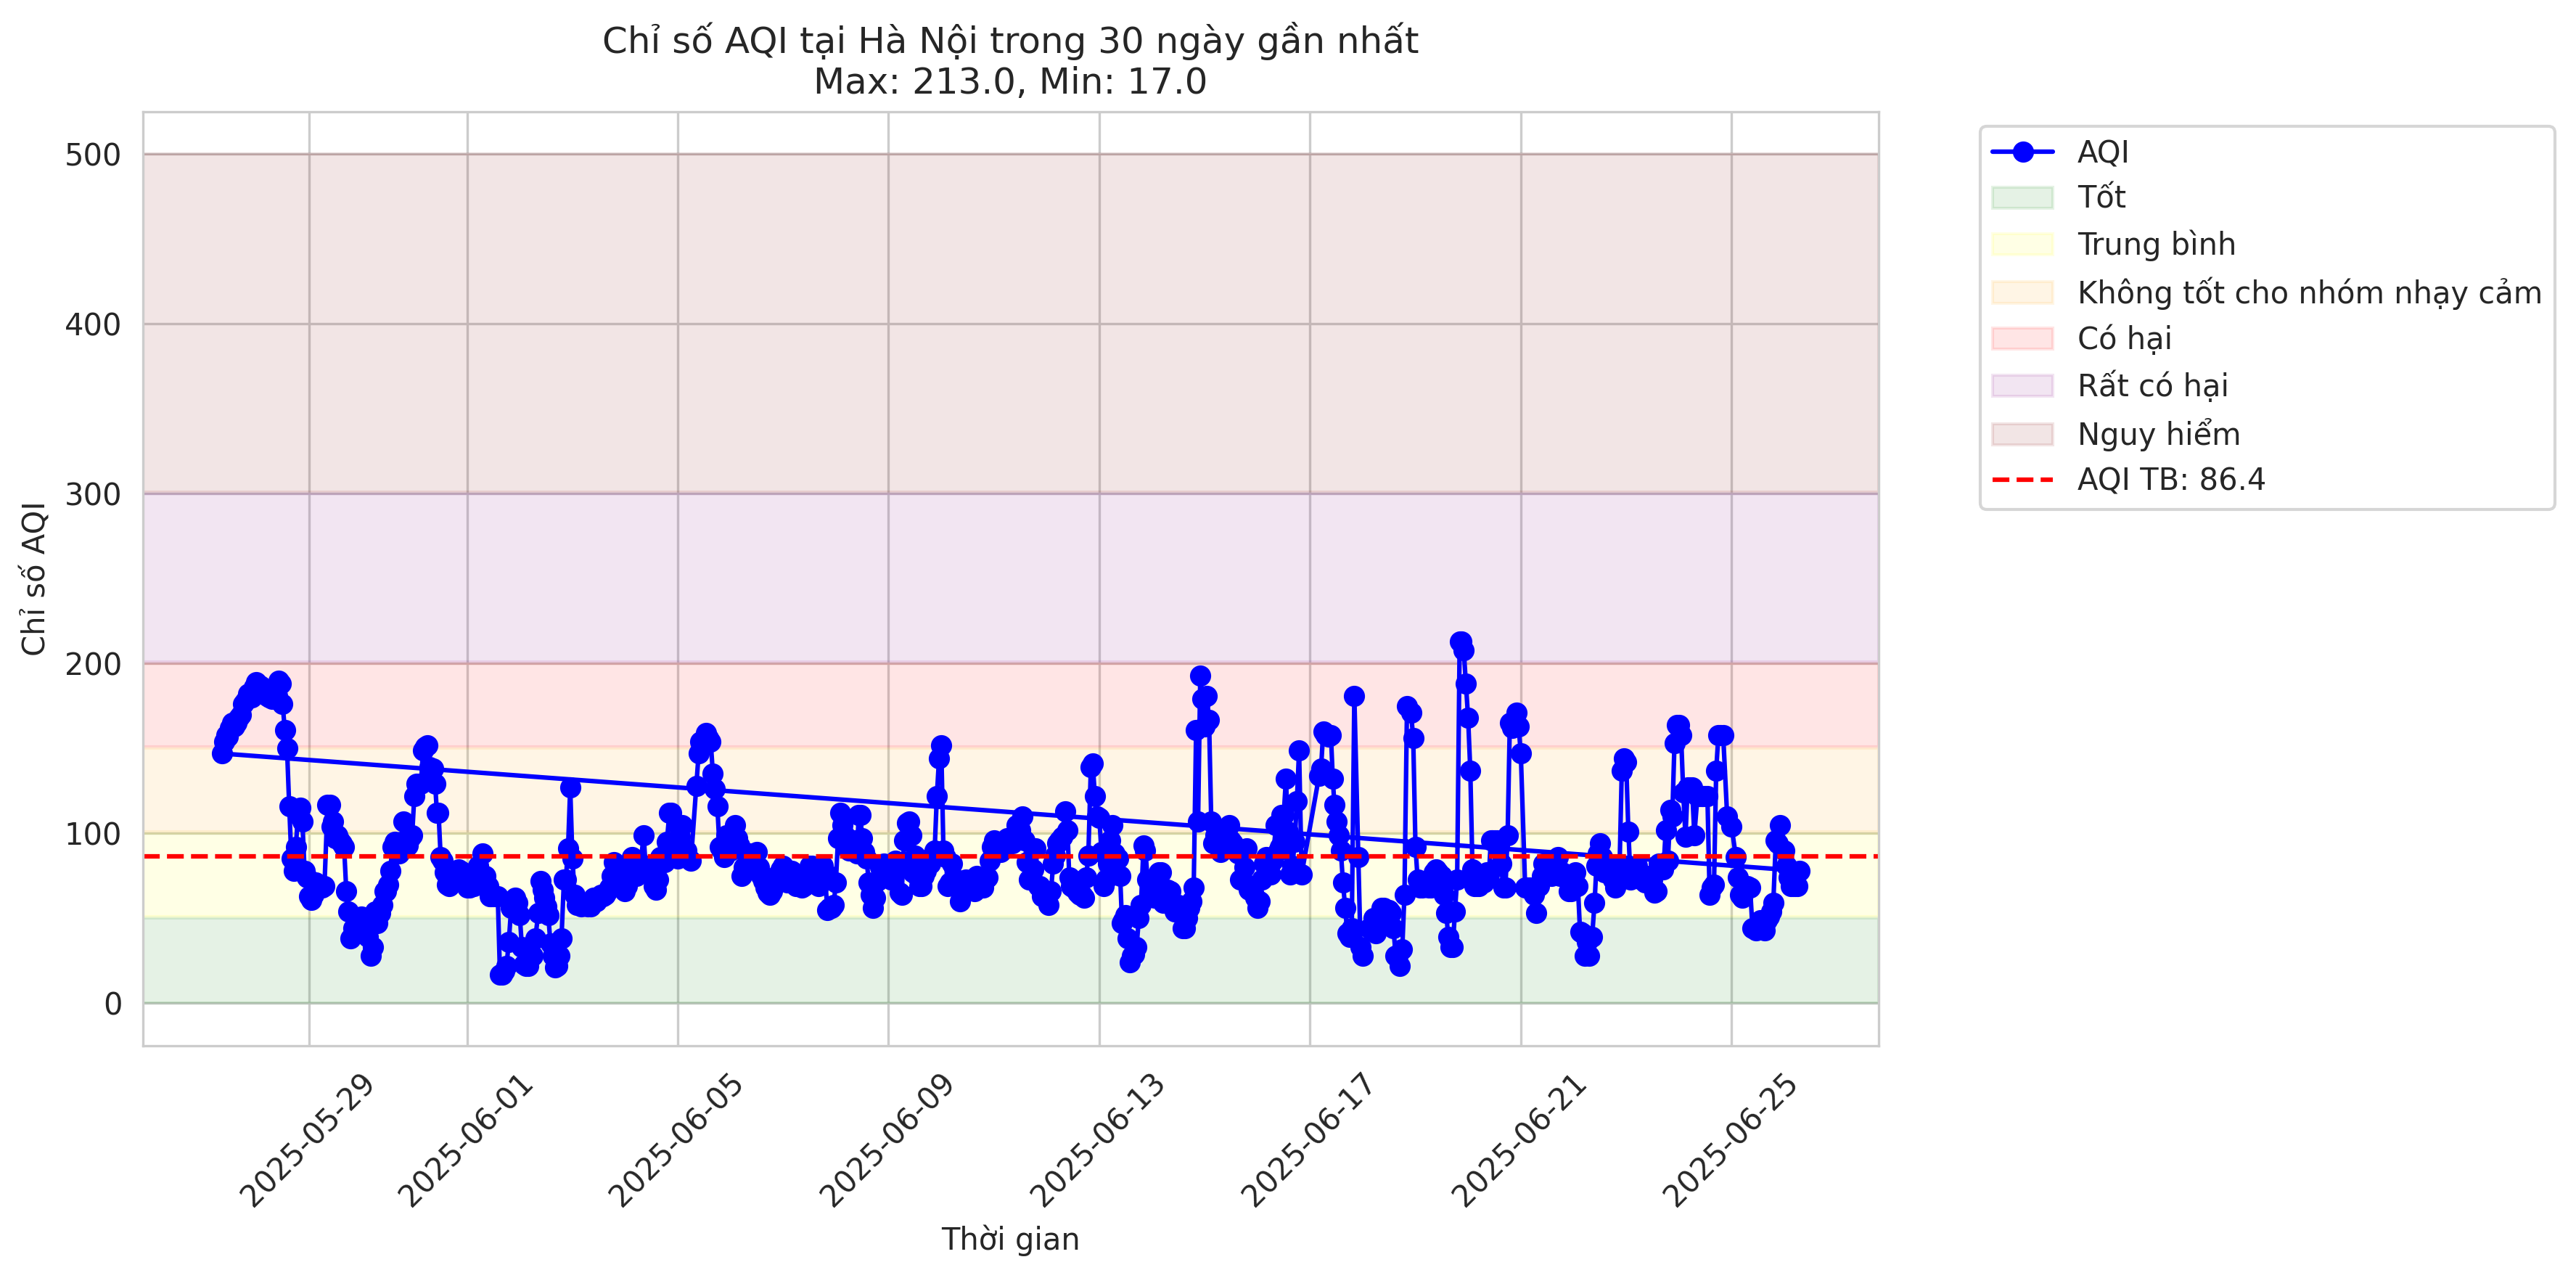 Chỉ số AQI tại Hà Nội trong 30 ngày gần nhất
Max: 213.0, Min: 17.0
Chỉ số AQI
500
400
300
200
100
0
2025-05-29
2025-06-01
2025-06-05
2025-06-09
2025-06-13
2025-06-17
2025-06-21
2025-06-25
Thời gian
AQI
Tốt
Trung bình
Không tốt cho nhóm nhạy cảm
Có hại
Rất có hại
Nguy hiểm
AQI TB: 86.4